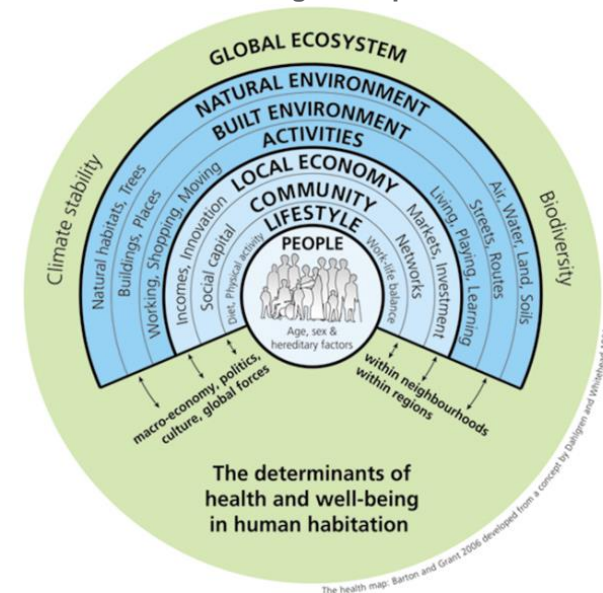 GLOBAL ECOSYSTEM
NATURAL ENVIRONMENT
BUILT ENVIRONMENT
ACTIVITIES
LOCAL ECONOMY
COMMUNITY
LIFESTYLE
PEOPLE
Age, sex &
hereditary factors
Climate stability
Natural habitats, Trees
Buildings, Places
Working, Shopping, Moving
Incomes, Innovation
Social capital
Diet, Physical activity
Work-life balance
Networks
Markets, Investment
Living, Playing, Learning
Streets, Routes
Air, Water, Land, Soils
Biodiversity
macro-economy, politics,
culture, global forces
within neighbourhoods
within regions
The determinants of
health and well-being
in human habitation
The health map: Barton and Grant 2006 developed from a concept by Dahlgren and Whitehead